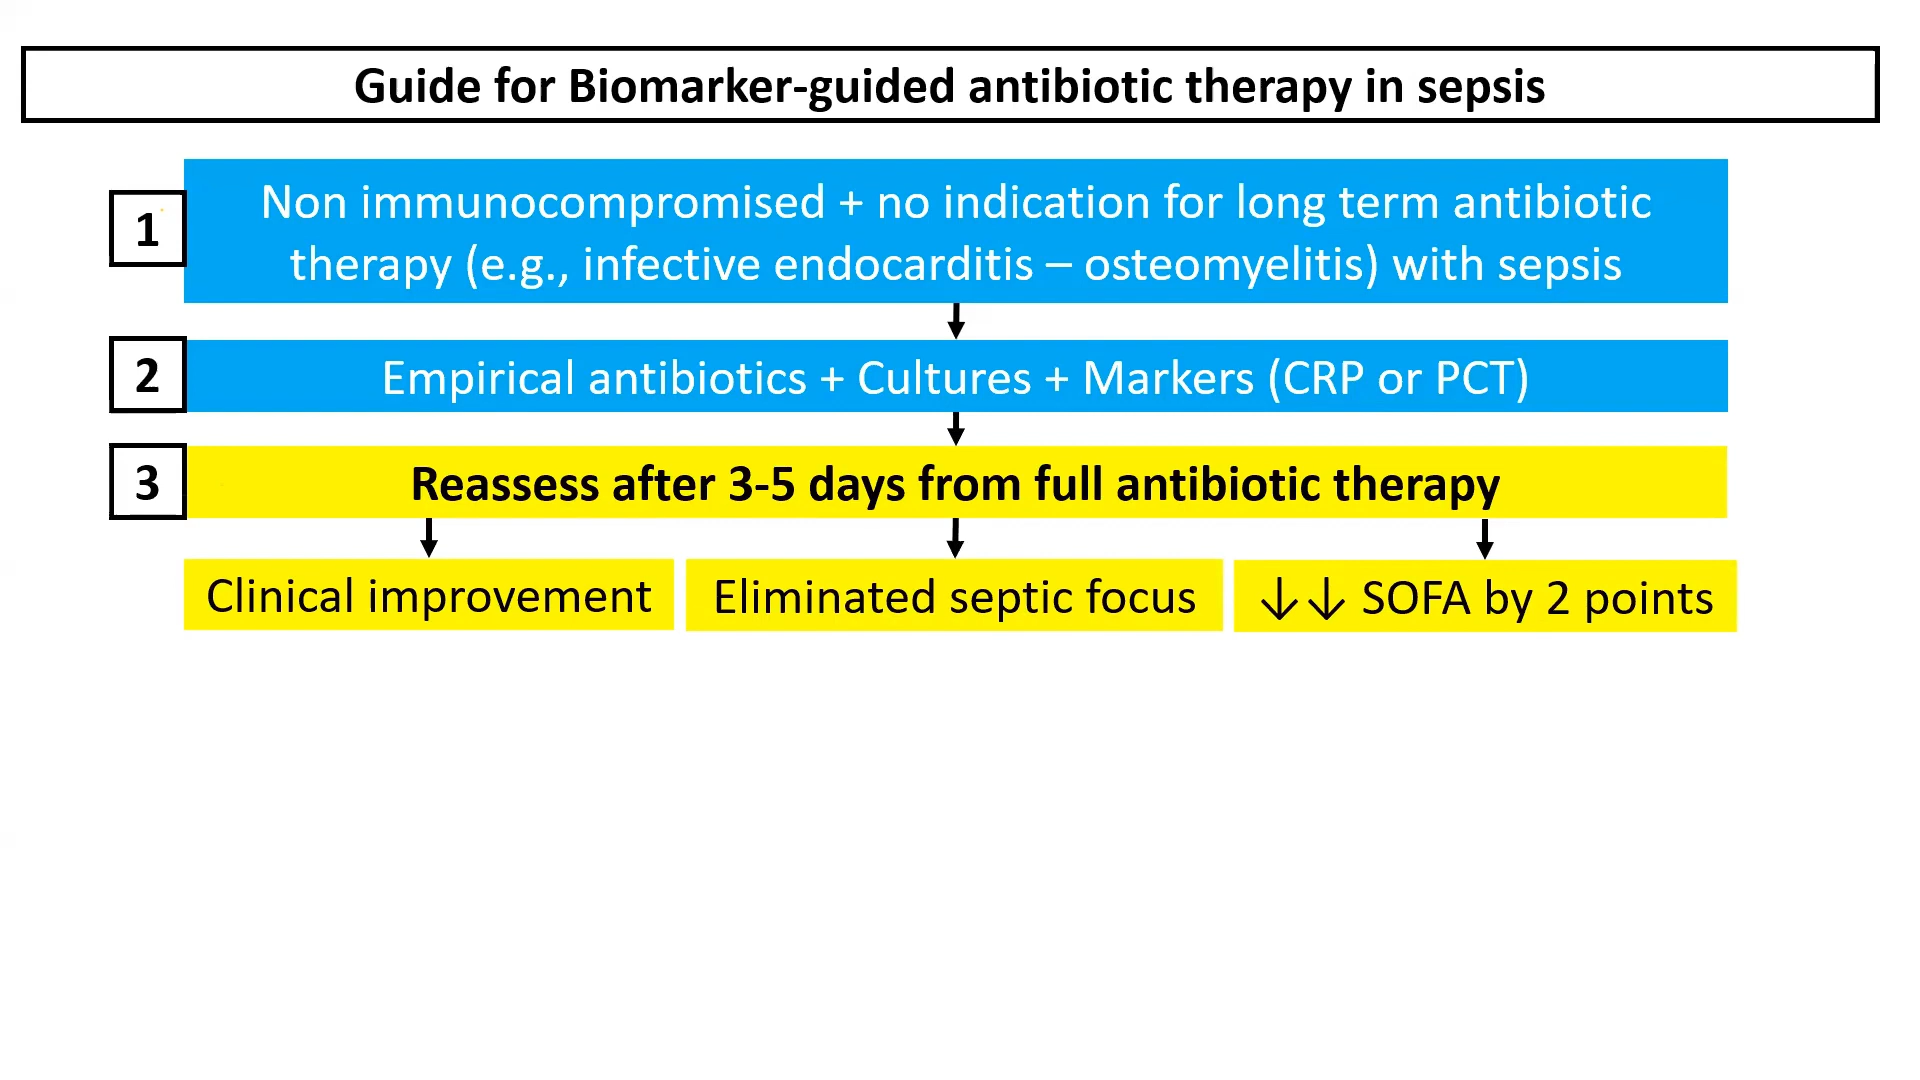 Guide for Biomarker-guided antibiotic therapy in sepsis
1
Non immunocompromised + no indication for long term antibiotic
therapy (e.g., infective endocarditis – osteomyelitis) with sepsis
2
Empirical antibiotics + Cultures + Markers (CRP or PCT)
3
Reassess after 3-5 days from full antibiotic therapy
Clinical improvement
Eliminated septic focus
↓↓ SOFA by 2 points